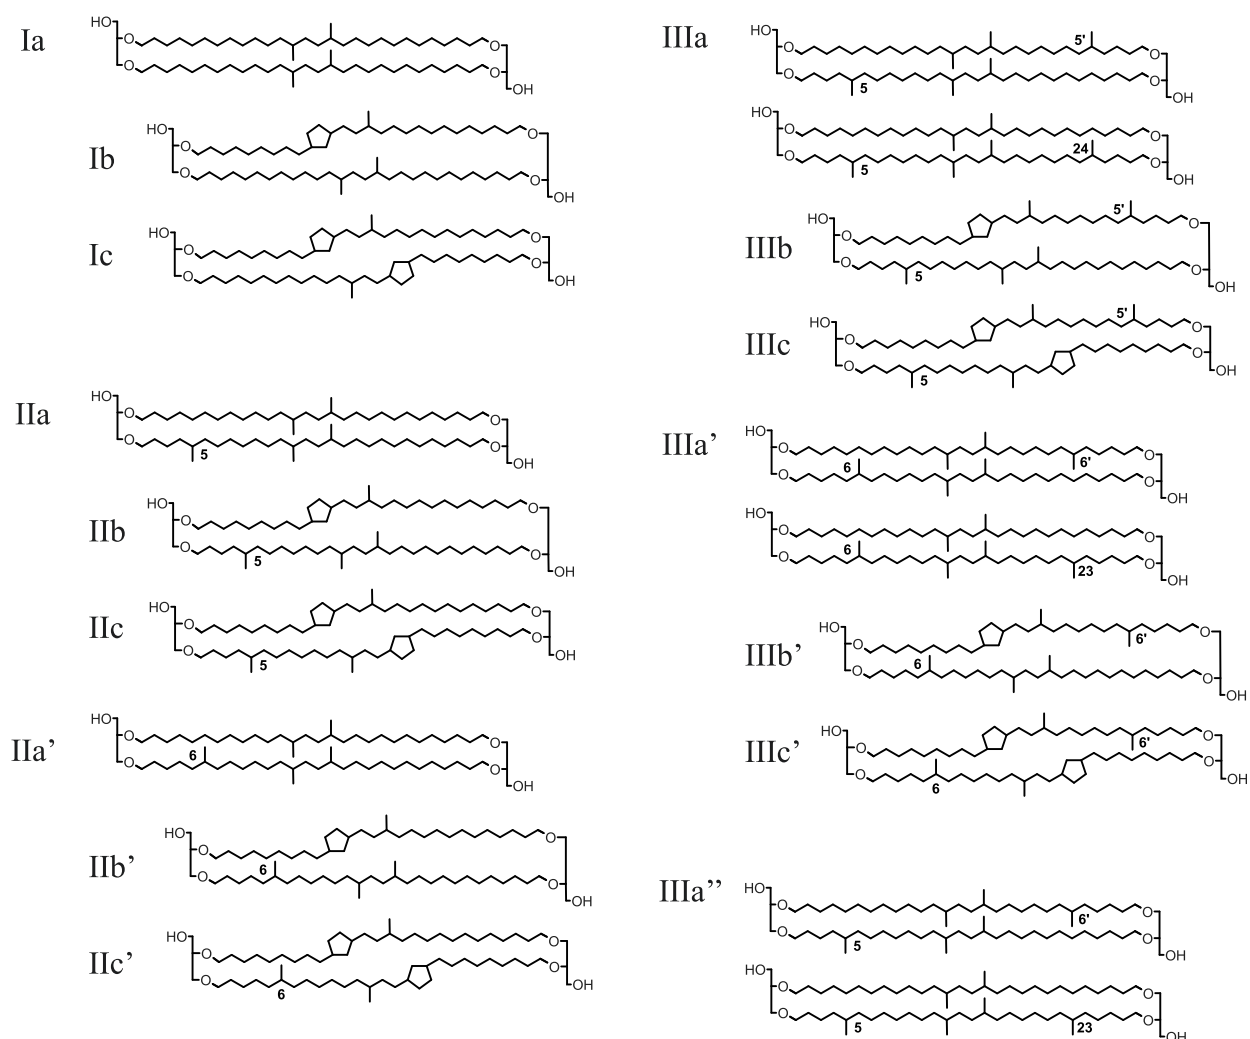 Ia
HO
O O
O O
OH
Ib
HO O
O
O O
OH
Ic
HO O
O O
O OH
IIa
HO
O O
O 5 O
OH
IIb
HO O
O
O 5 O
OH
IIc
HO O
O O
O 5 OH
IIa’
HO
O O
O 6 O
OH
IIb’
HO O
O
O 6 O
OH
IIc’
HO O
O O
O 6 OH
IIIa
HO 5'
O O
O 5 O
OH
HO
O O
O 5 24 O
OH
IIIb
HO 5' O
O
O 5 O
OH
IIIc
HO 5' O
O O
O 5 OH
IIIa’
HO
O 6' O
O 6 O
OH
HO
O O
O 6 23 O
OH
IIIb’
HO 6' O
O
O 6 O
OH
IIIc’
HO 6' O
O O
O 6 OH
IIIa’’
HO
O 6' O
O 5 O
OH
HO
O O
O 5 23 O
OH